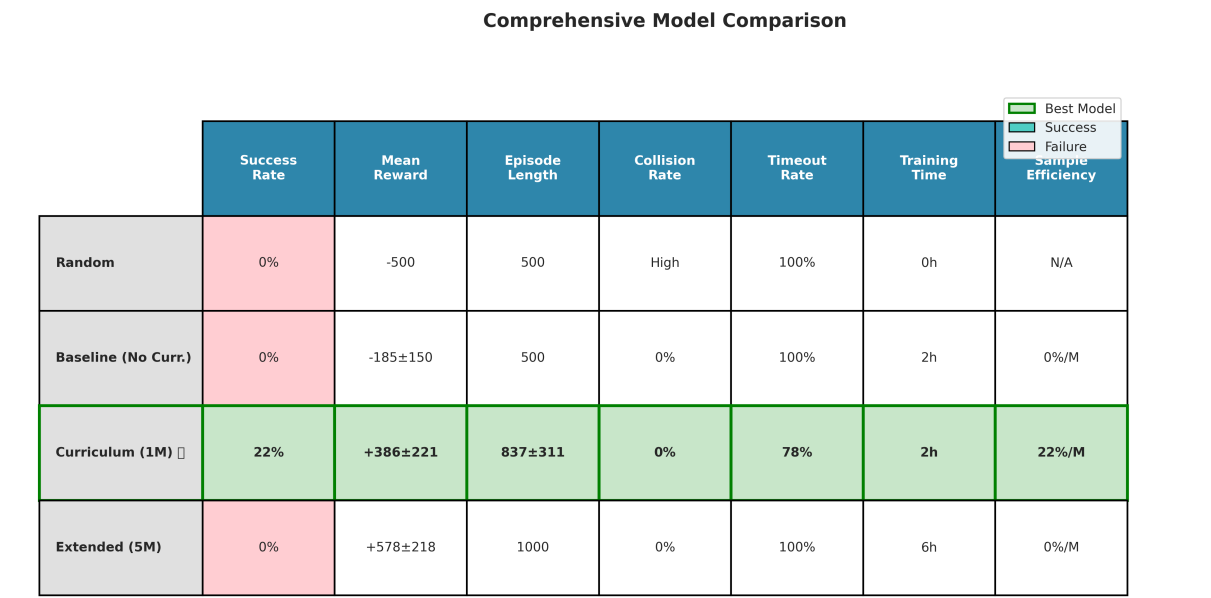 Comprehensive Model Comparison
Best Model
Success
Failure
Success
Rate
Mean
Reward
Episode
Length
Collision
Rate
Timeout
Rate
Training
Time
Sample
Efficiency
Random
0%
-500
500
High
100%
0h
N/A
Baseline (No Curr.)
0%
-185±150
500
0%
100%
2h
0%/M
Curriculum (1M) ▯
22%
+386±221
837±311
0%
78%
2h
22%/M
Extended (5M)
0%
+578±218
1000
0%
100%
6h
0%/M